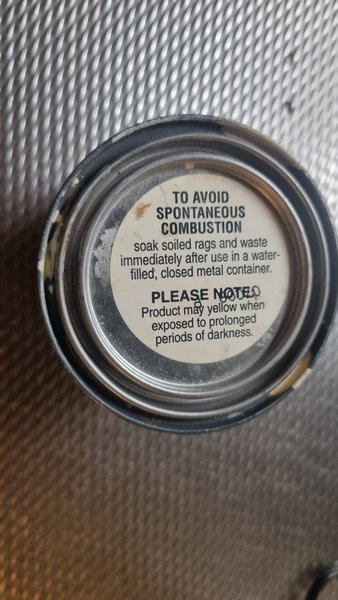 TO AVOID
SPONTANEOUS
COMBUSTION
soak soiled rags and waste
immediately after use in a water-
filled, closed metal container.
PLEASE NOTE:
Product may yellow when
exposed to prolonged
periods of darkness.